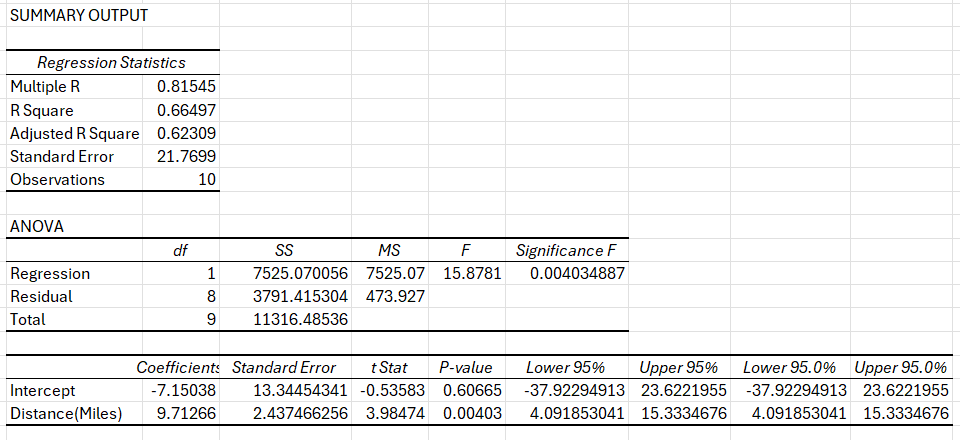 SUMMARY OUTPUT
Regression Statistics
Multiple R 0.81545
R Square 0.66497
Adjusted R Square 0.62309
Standard Error 21.7699
Observations 10
ANOVA
df SS MS F Significance F
Regression 1 7525.070056 7525.07 15.8781 0.004034887
Residual 8 3791.415304 473.927
Total 9 11316.48536
Coefficients Standard Error t Stat P-value Lower 95% Upper 95% Lower 95.0% Upper 95.0%
Intercept -7.15038 13.34454341 -0.53583 0.60665 -37.92294913 23.6221955 -37.92294913 23.6221955
Distance(Miles) 9.71266 2.437466256 3.98474 0.00403 4.091853041 15.3334676 4.091853041 15.3334676